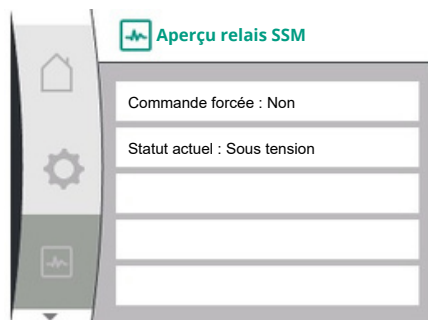 Aperçu relais SSM
Commande forcée : Non
Statut actuel : Sous tension